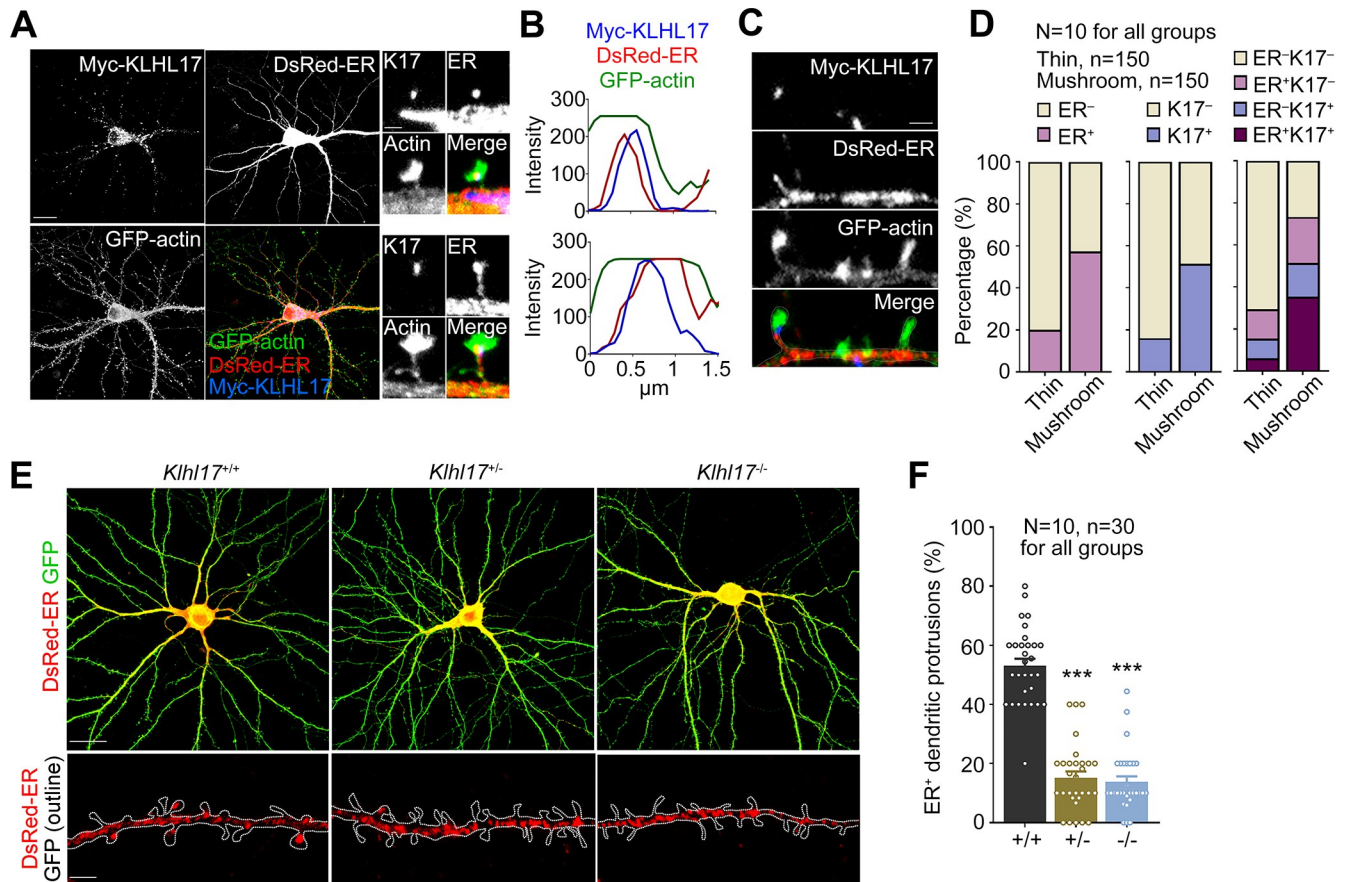 A
Myc-KLHL17
DsRed-ER
GFP-actin
GFP-actin
DsRed-ER
Myc-KLHL17
K17
ER
Actin
Merge
K17
ER
Actin
Merge
B
Myc-KLHL17
DsRed-ER
GFP-actin
Intensity
300
200
100
0
Intensity
300
200
100
0
0
0.5
1
1.5
µm
C
Myc-KLHL17
DsRed-ER
GFP-actin
Merge
D
N=10 for all groups
Thin, n=150
Mushroom, n=150
ER⁻
ER⁺
K17⁻
K17⁺
ER⁻K17⁻
ER⁺K17⁻
ER⁻K17⁺
ER⁺K17⁺
Percentage (%)
100
80
60
40
20
0
Thin
Mushroom
Thin
Mushroom
Thin
Mushroom
E
Klhl17⁺/⁺
Klhl17⁺/⁻
Klhl17⁻/⁻
DsRed-ER GFP
DsRed-ER
GFP (outline)
F
N=10, n=30
for all groups
ER⁺ dendritic protrusions (%)
100
80
60
40
20
0
***
***
+/+
+/-
-/-